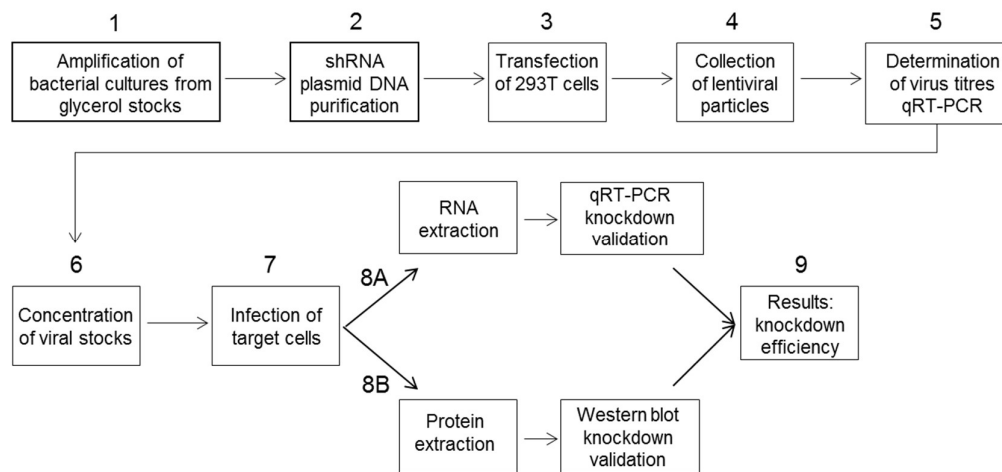 1
Amplification of
bacterial cultures from
glycerol stocks
2
shRNA
plasmid DNA
purification
3
Transfection
of 293T cells
4
Collection
of lentiviral
particles
5
Determination
of virus titres
qRT-PCR
6
Concentration
of viral stocks
7
Infection of
target cells
8A
RNA
extraction
qRT-PCR
knockdown
validation
8B
Protein
extraction
Western blot
knockdown
validation
9
Results:
knockdown
efficiency